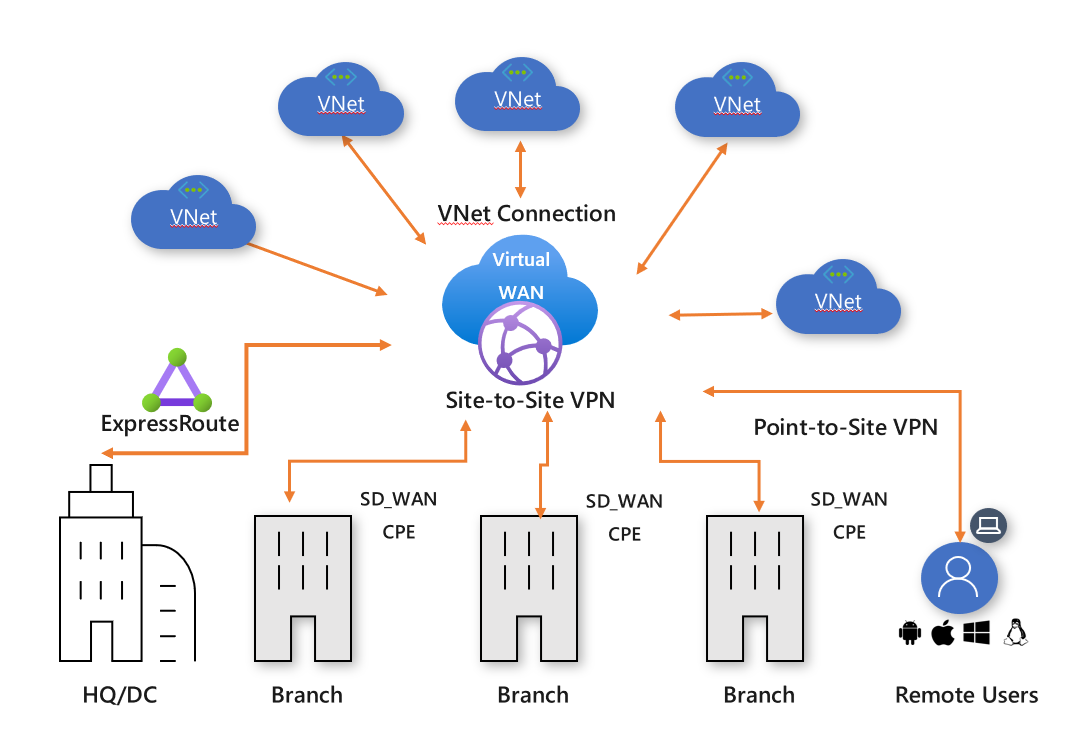 VNet
VNet
VNet
VNet
VNet Connection
Virtual
WAN
VNet
Site-to-Site VPN
ExpressRoute
Point-to-Site VPN
SD_WAN
CPE
SD_WAN
CPE
SD_WAN
CPE
HQ/DC
Branch
Branch
Branch
Remote Users